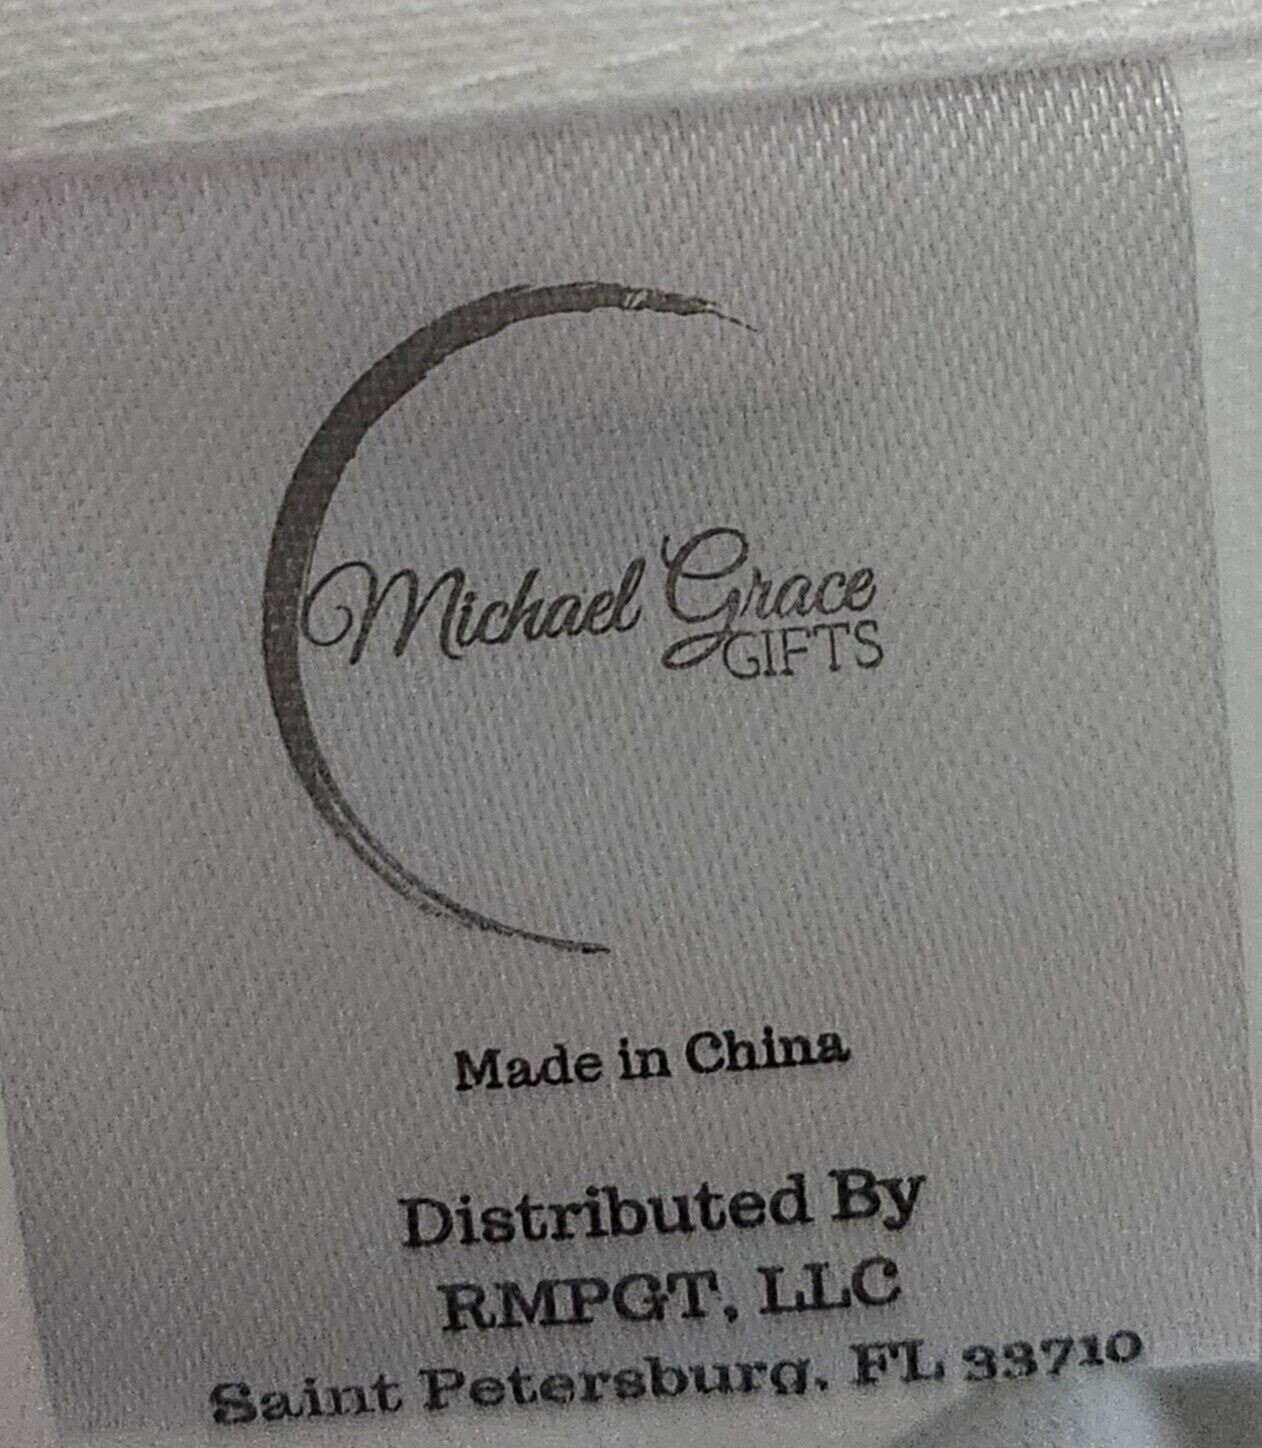 Michael Grace
GIFTS
Made in China
Distributed By
RMPGT, LLC
Saint Petersburg, FL 33710